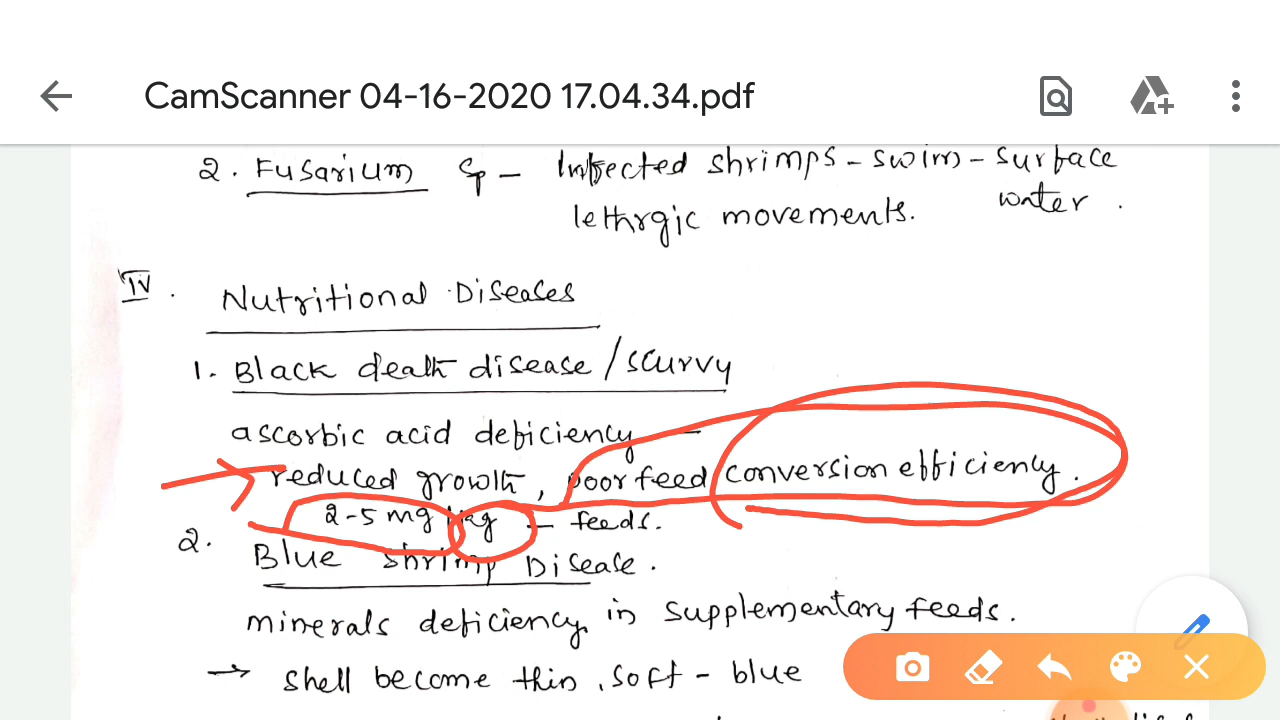 CamScanner 04-16-2020 17.04.34.pdf
2. Fusarium Sp - Infected shrimps - swim - surface
water.
lethrgic movements.
IV. Nutritional Diseases
1. Black death disease / scurvy
ascorbic acid deficiency -
reduced growth, poor feed conversion efficiency.
2-5 mg / kg - feeds.
2. Blue shrimp Disease.
minerals deficiency in supplementary feeds.
→ shell become thin, soft - blue